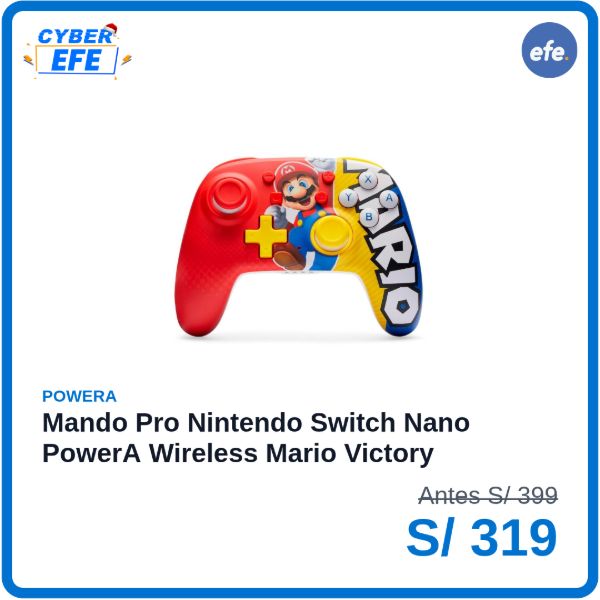 CYBER
EFE
efe.
MARIO
X
Y
A
B
POWERA
Mando Pro Nintendo Switch Nano
PowerA Wireless Mario Victory
Antes S/ 399
S/ 319